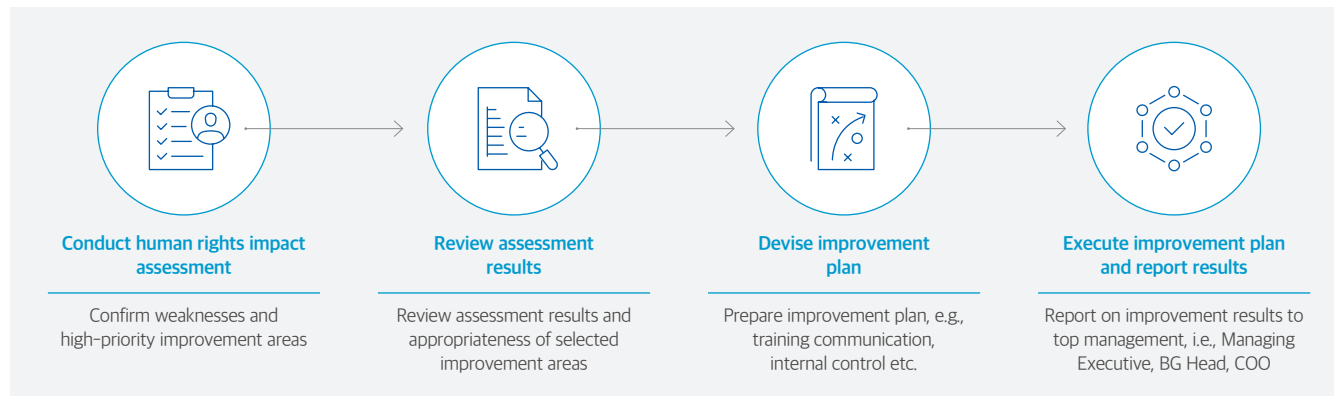 Conduct human rights impact
assessment
Confirm weaknesses and
high-priority improvement areas
Review assessment
results
Review assessment results and
appropriateness of selected
improvement areas
Devise improvement
plan
Prepare improvement plan, e.g.,
training communication,
internal control etc.
Execute improvement plan
and report results
Report on improvement results to
top management, i.e., Managing
Executive, BG Head, COO